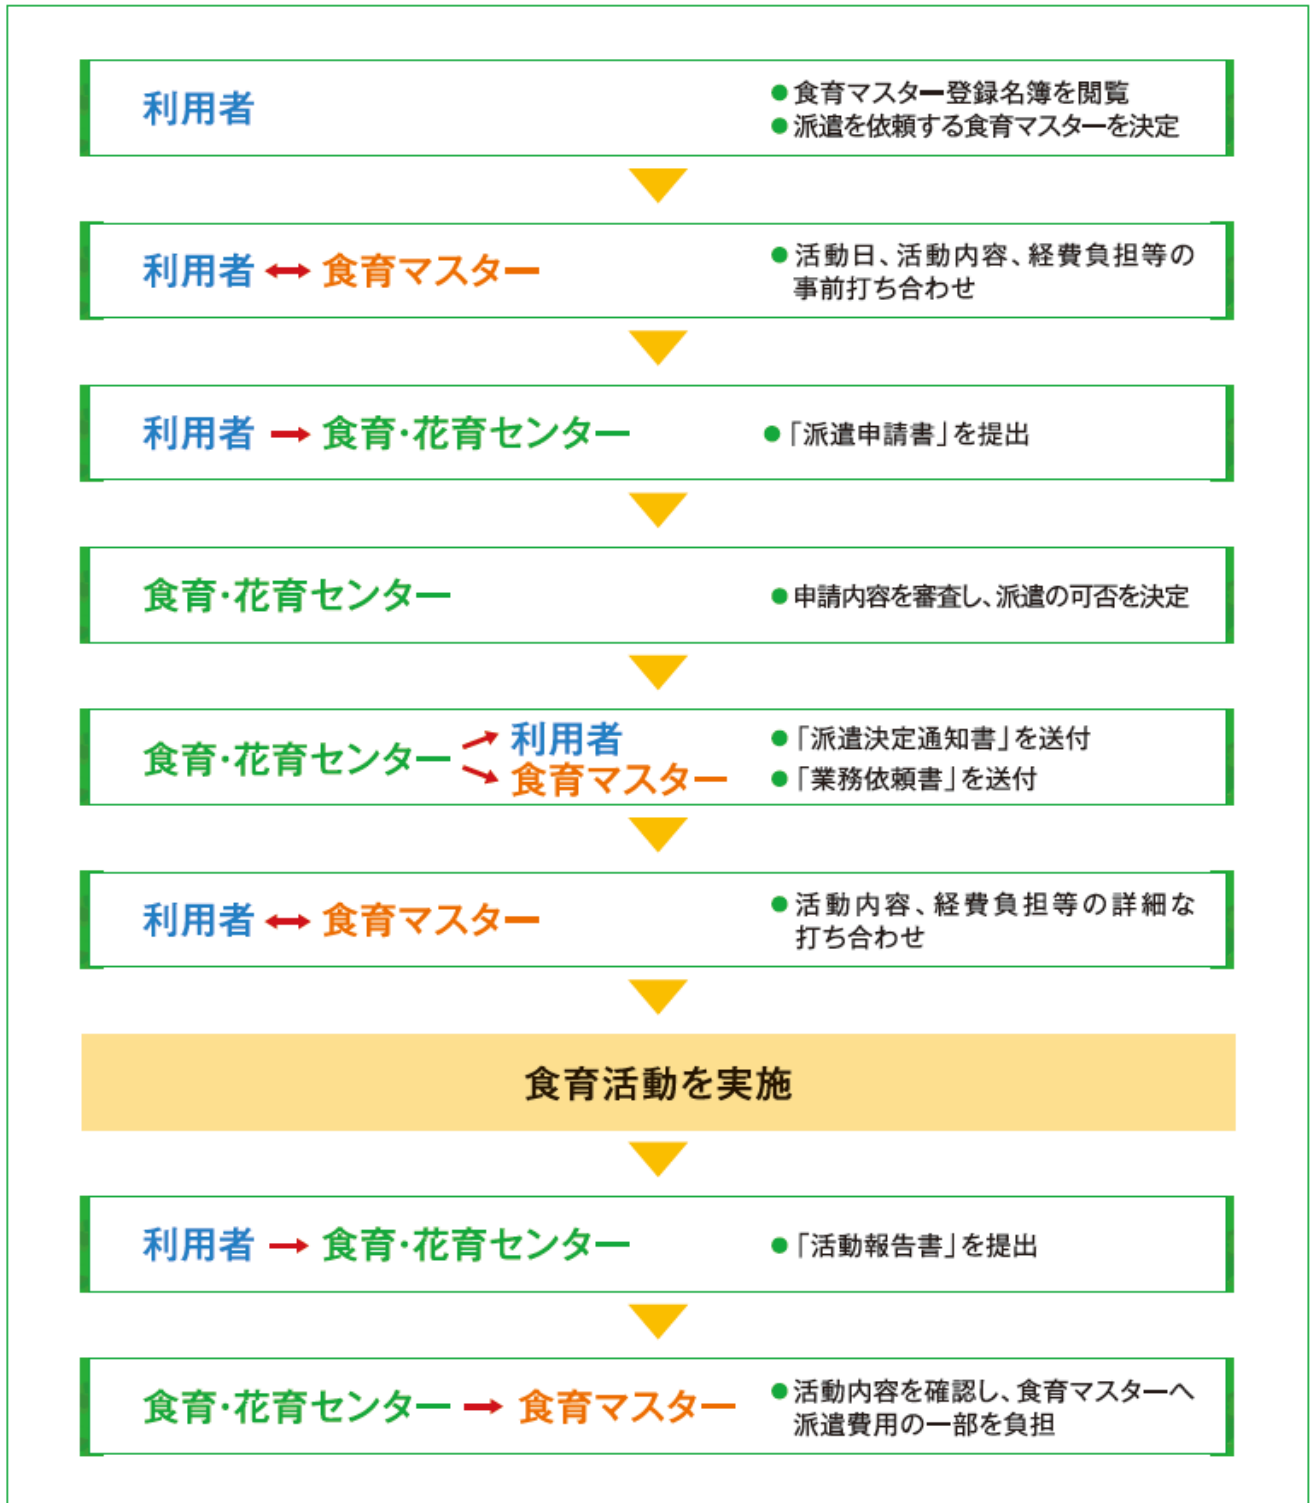 利用者
●食育マスター登録名簿を閲覧
●派遣を依頼する食育マスターを決定
利用者 ↔ 食育マスター
●活動日、活動内容、経費負担等の
事前打ち合わせ
利用者 → 食育・花育センター
●「派遣申請書」を提出
食育・花育センター
●申請内容を審査し、派遣の可否を決定
食育・花育センター
利用者
●「派遣決定通知書」を送付
食育マスター
●「業務依頼書」を送付
利用者 ↔ 食育マスター
●活動内容、経費負担等の詳細な
打ち合わせ
食育活動を実施
利用者 → 食育・花育センター
●「活動報告書」を提出
食育・花育センター → 食育マスター
●活動内容を確認し、食育マスターへ
派遣費用の一部を負担